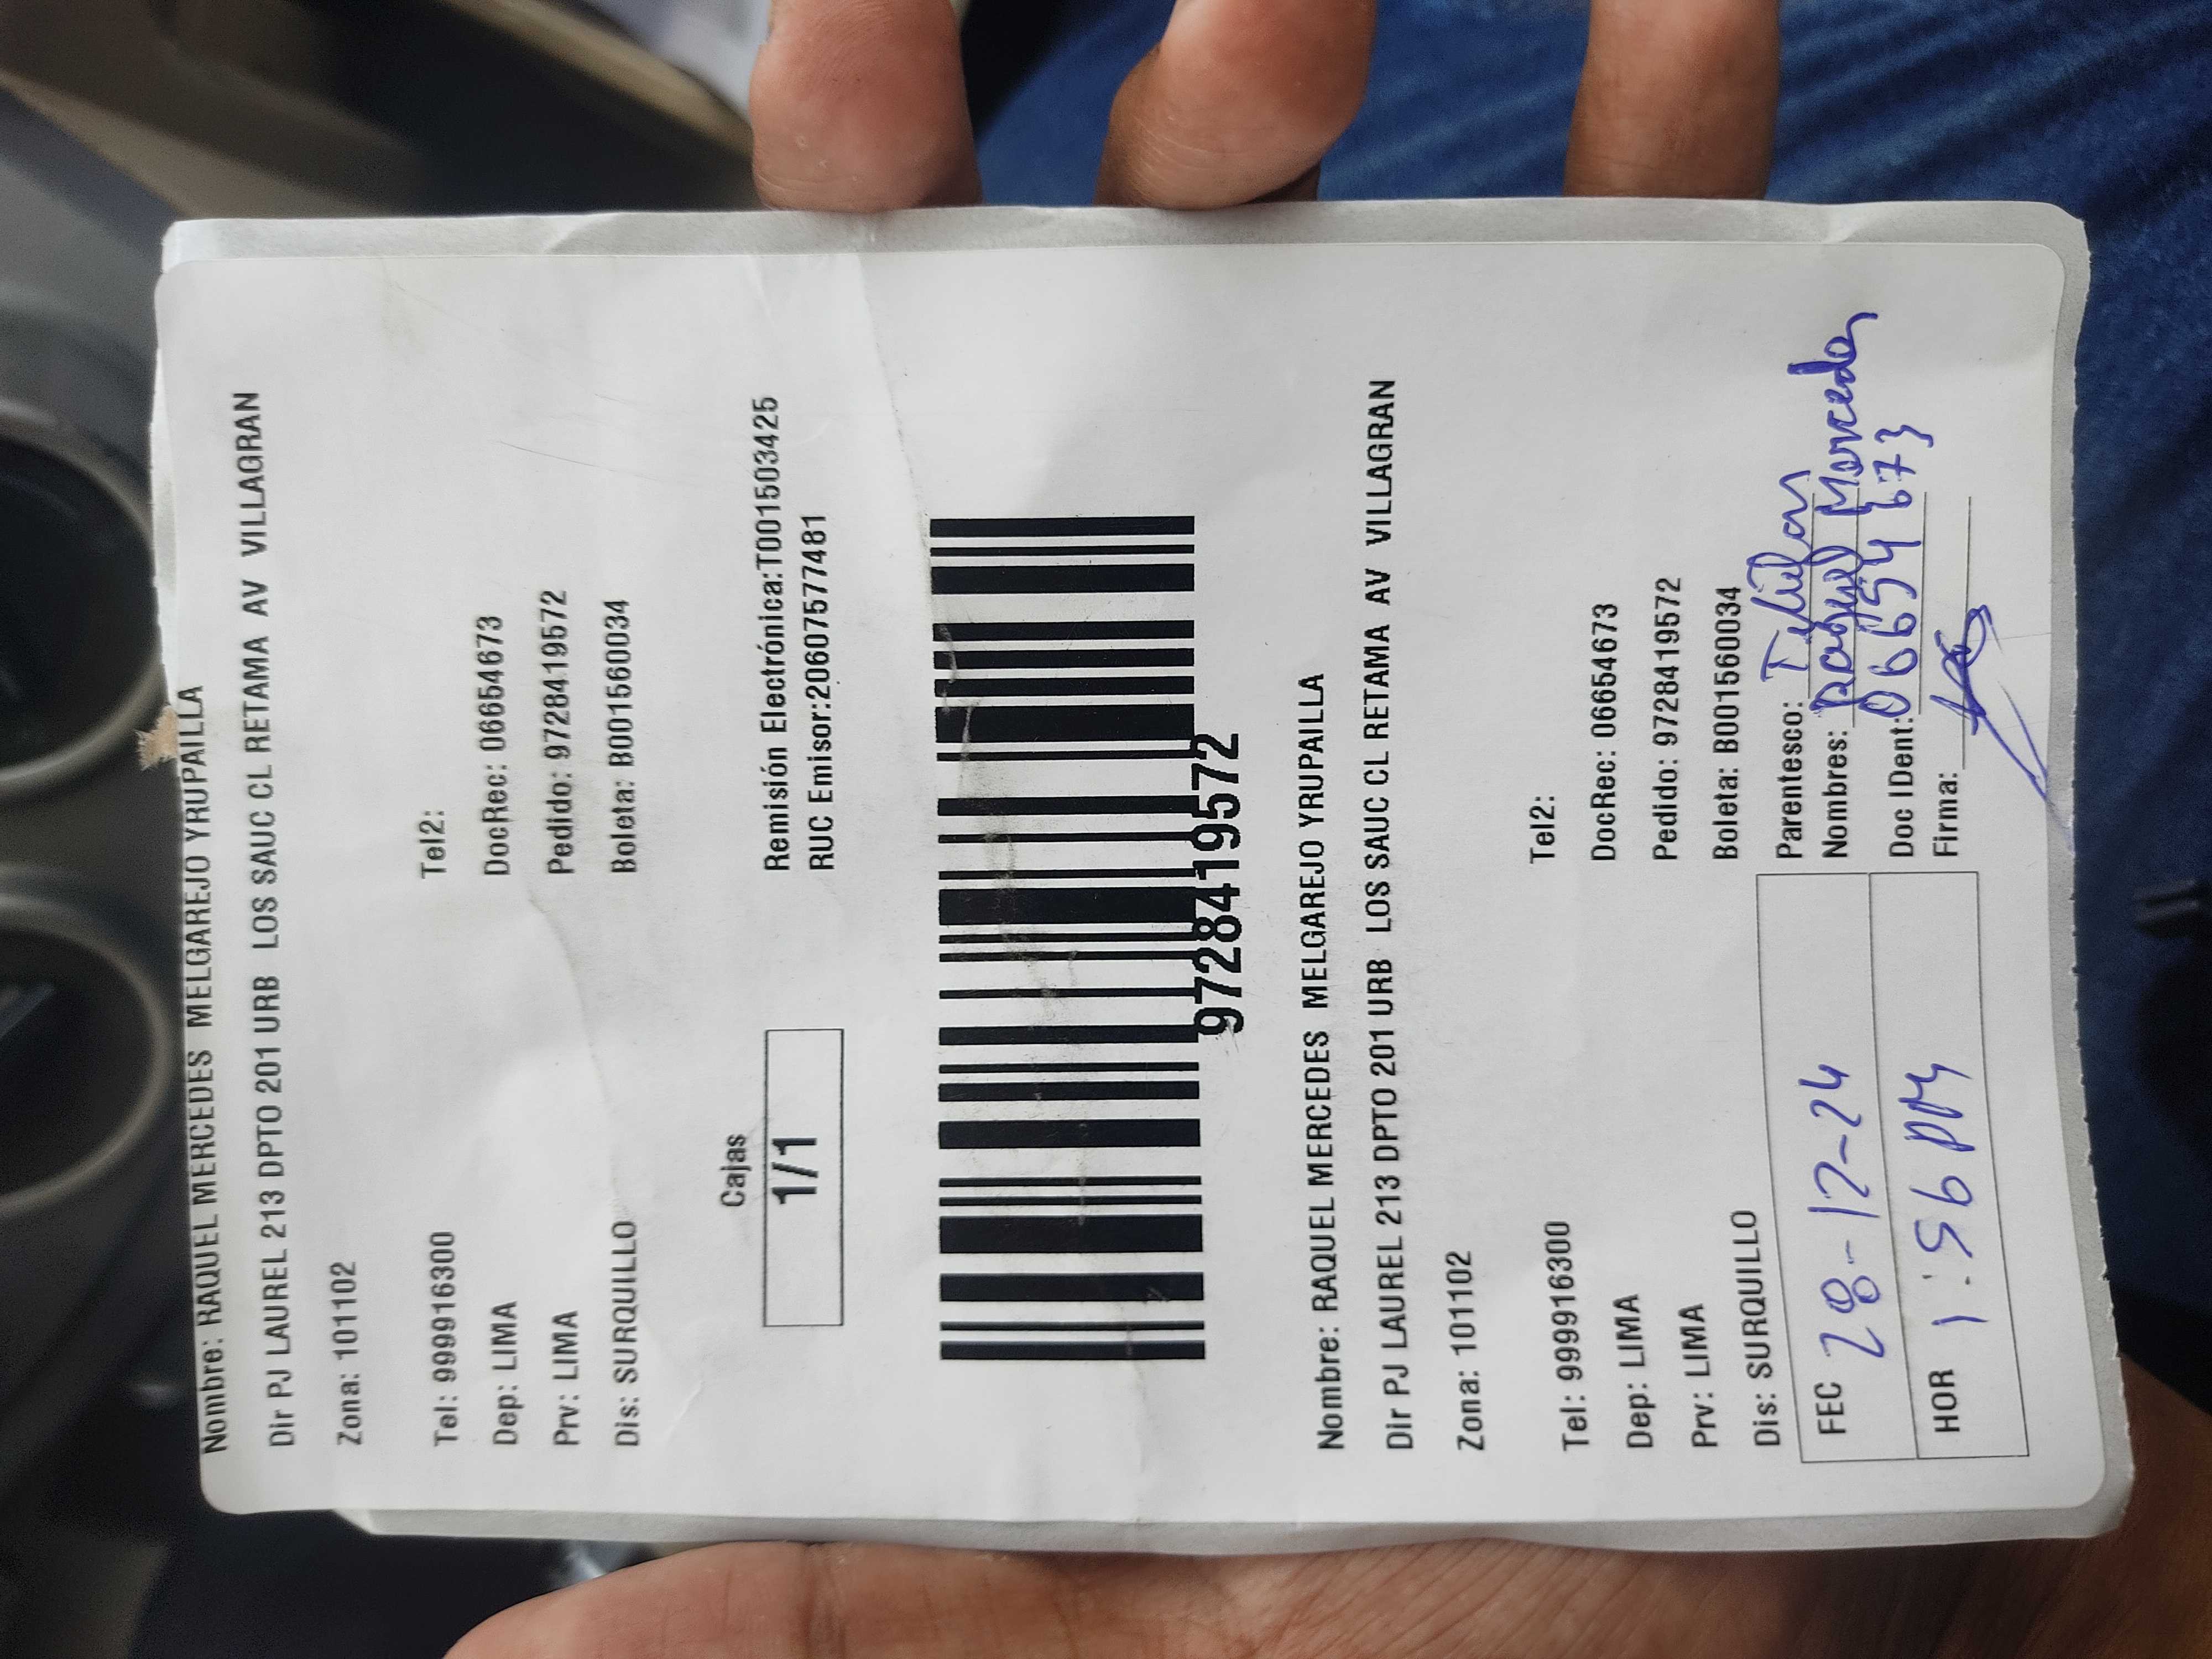 Nombre: RAQUEL MERCEDES MELGAREJO YRUPAILLA
Dir PJ LAUREL 213 DPTO 201 URB LOS SAUC CL RETAMA AV VILLAGRAN
Zona: 101102
Tel: 999916300 Tel2:
Dep: LIMA DocRec: 06654673
Prv: LIMA Pedido: 9728419572
Dis: SURQUILLO Boleta: B001560034
Cajas
1/1
Remisión Electrónica:T001503425
RUC Emisor:20607577481
9728419572
Nombre: RAQUEL MERCEDES MELGAREJO YRUPAILLA
Dir PJ LAUREL 213 DPTO 201 URB LOS SAUC CL RETAMA AV VILLAGRAN
Zona: 101102
Tel: 999916300 Tel2:
Dep: LIMA DocRec: 06654673
Prv: LIMA Pedido: 9728419572
Dis: SURQUILLO Boleta: B001560034
FEC 28-12-24
HOR 1:56 PM
Parentesco: Titular
Nombres: Raquel Mercedes
Doc IDent: 06654673
Firma: